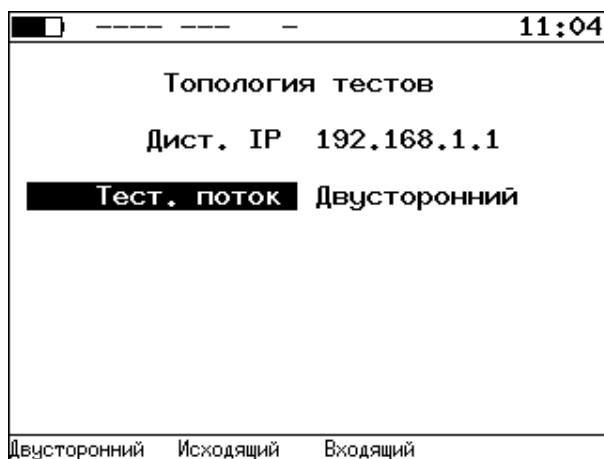 ---- --- - 11:04
Топология тестов
Дист. IP 192.168.1.1
Тест. поток Двусторонний
Двусторонний Исходящий Входящий